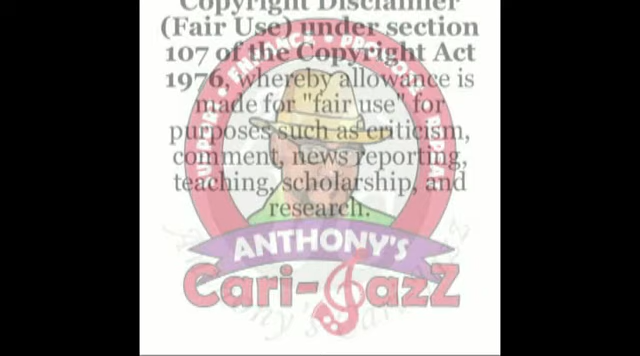 Copyright Disclaimer
(Fair Use) under section
107 of the Copyright Act
1976, whereby allowance is
made for "fair use" for
purposes such as criticism,
comment, news reporting,
teaching, scholarship, and
research.
ANTHONY'S
Cari-JazZ